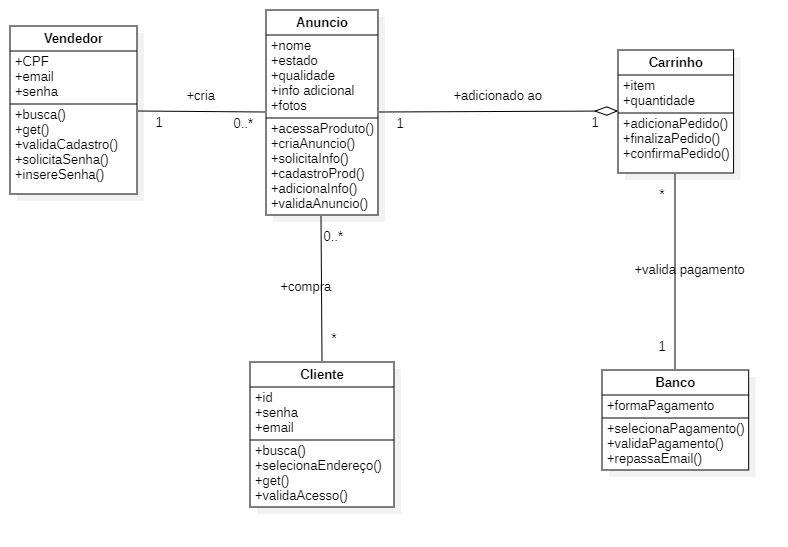 Vendedor
+CPF
+email
+senha
+busca()
+get()
+validaCadastro()
+solicitaSenha()
+insereSenha()
+cria
1
0..*
Anuncio
+nome
+estado
+qualidade
+info adicional
+fotos
+acessaProduto()
+criaAnuncio()
+solicitaInfo()
+cadastroProd()
+adicionaInfo()
+validaAnuncio()
+adicionado ao
1
1
Carrinho
+item
+quantidade
+adicionaPedido()
+finalizaPedido()
+confirmaPedido()
0..*
+compra
*
*
+valida pagamento
1
Cliente
+id
+senha
+email
+busca()
+selecionaEndereço()
+get()
+validaAcesso()
Banco
+formaPagamento
+selecionaPagamento()
+validaPagamento()
+repassaEmail()